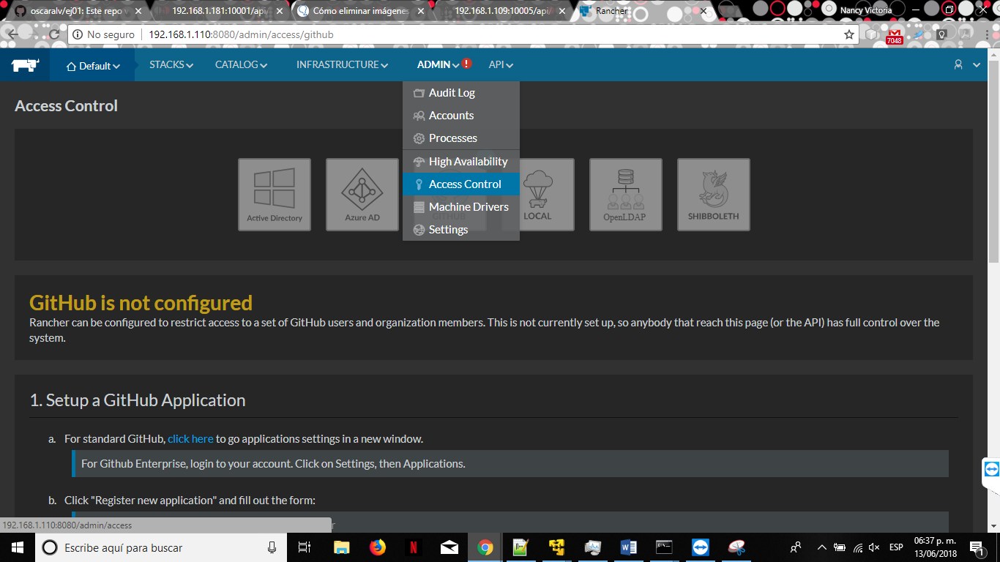 oscaralv/ej01: Este repo v
192.168.1.181:10001/api/
Cómo eliminar imágenes
192.168.1.109:10005/api/
Rancher
Nancy Victoria
No seguro
192.168.1.110:8080/admin/access/github
7048
Default
STACKS
CATALOG
INFRASTRUCTURE
ADMIN
API
Audit Log
Accounts
Processes
High Availability
Access Control
Machine Drivers
Settings
Access Control
Active Directory
Azure AD
GITHUB
LOCAL
OpenLDAP
SHIBBOLETH
GitHub is not configured
Rancher can be configured to restrict access to a set of GitHub users and organization members. This is not currently set up, so anybody that reach this page (or the API) has full control over the
system.
1. Setup a GitHub Application
a. For standard GitHub, click here to go applications settings in a new window.
For Github Enterprise, login to your account. Click on Settings, then Applications.
b. Click "Register new application" and fill out the form:
192.168.1.110:8080/admin/access
Escribe aquí para buscar
ESP
06:37 p. m.
13/06/2018
1